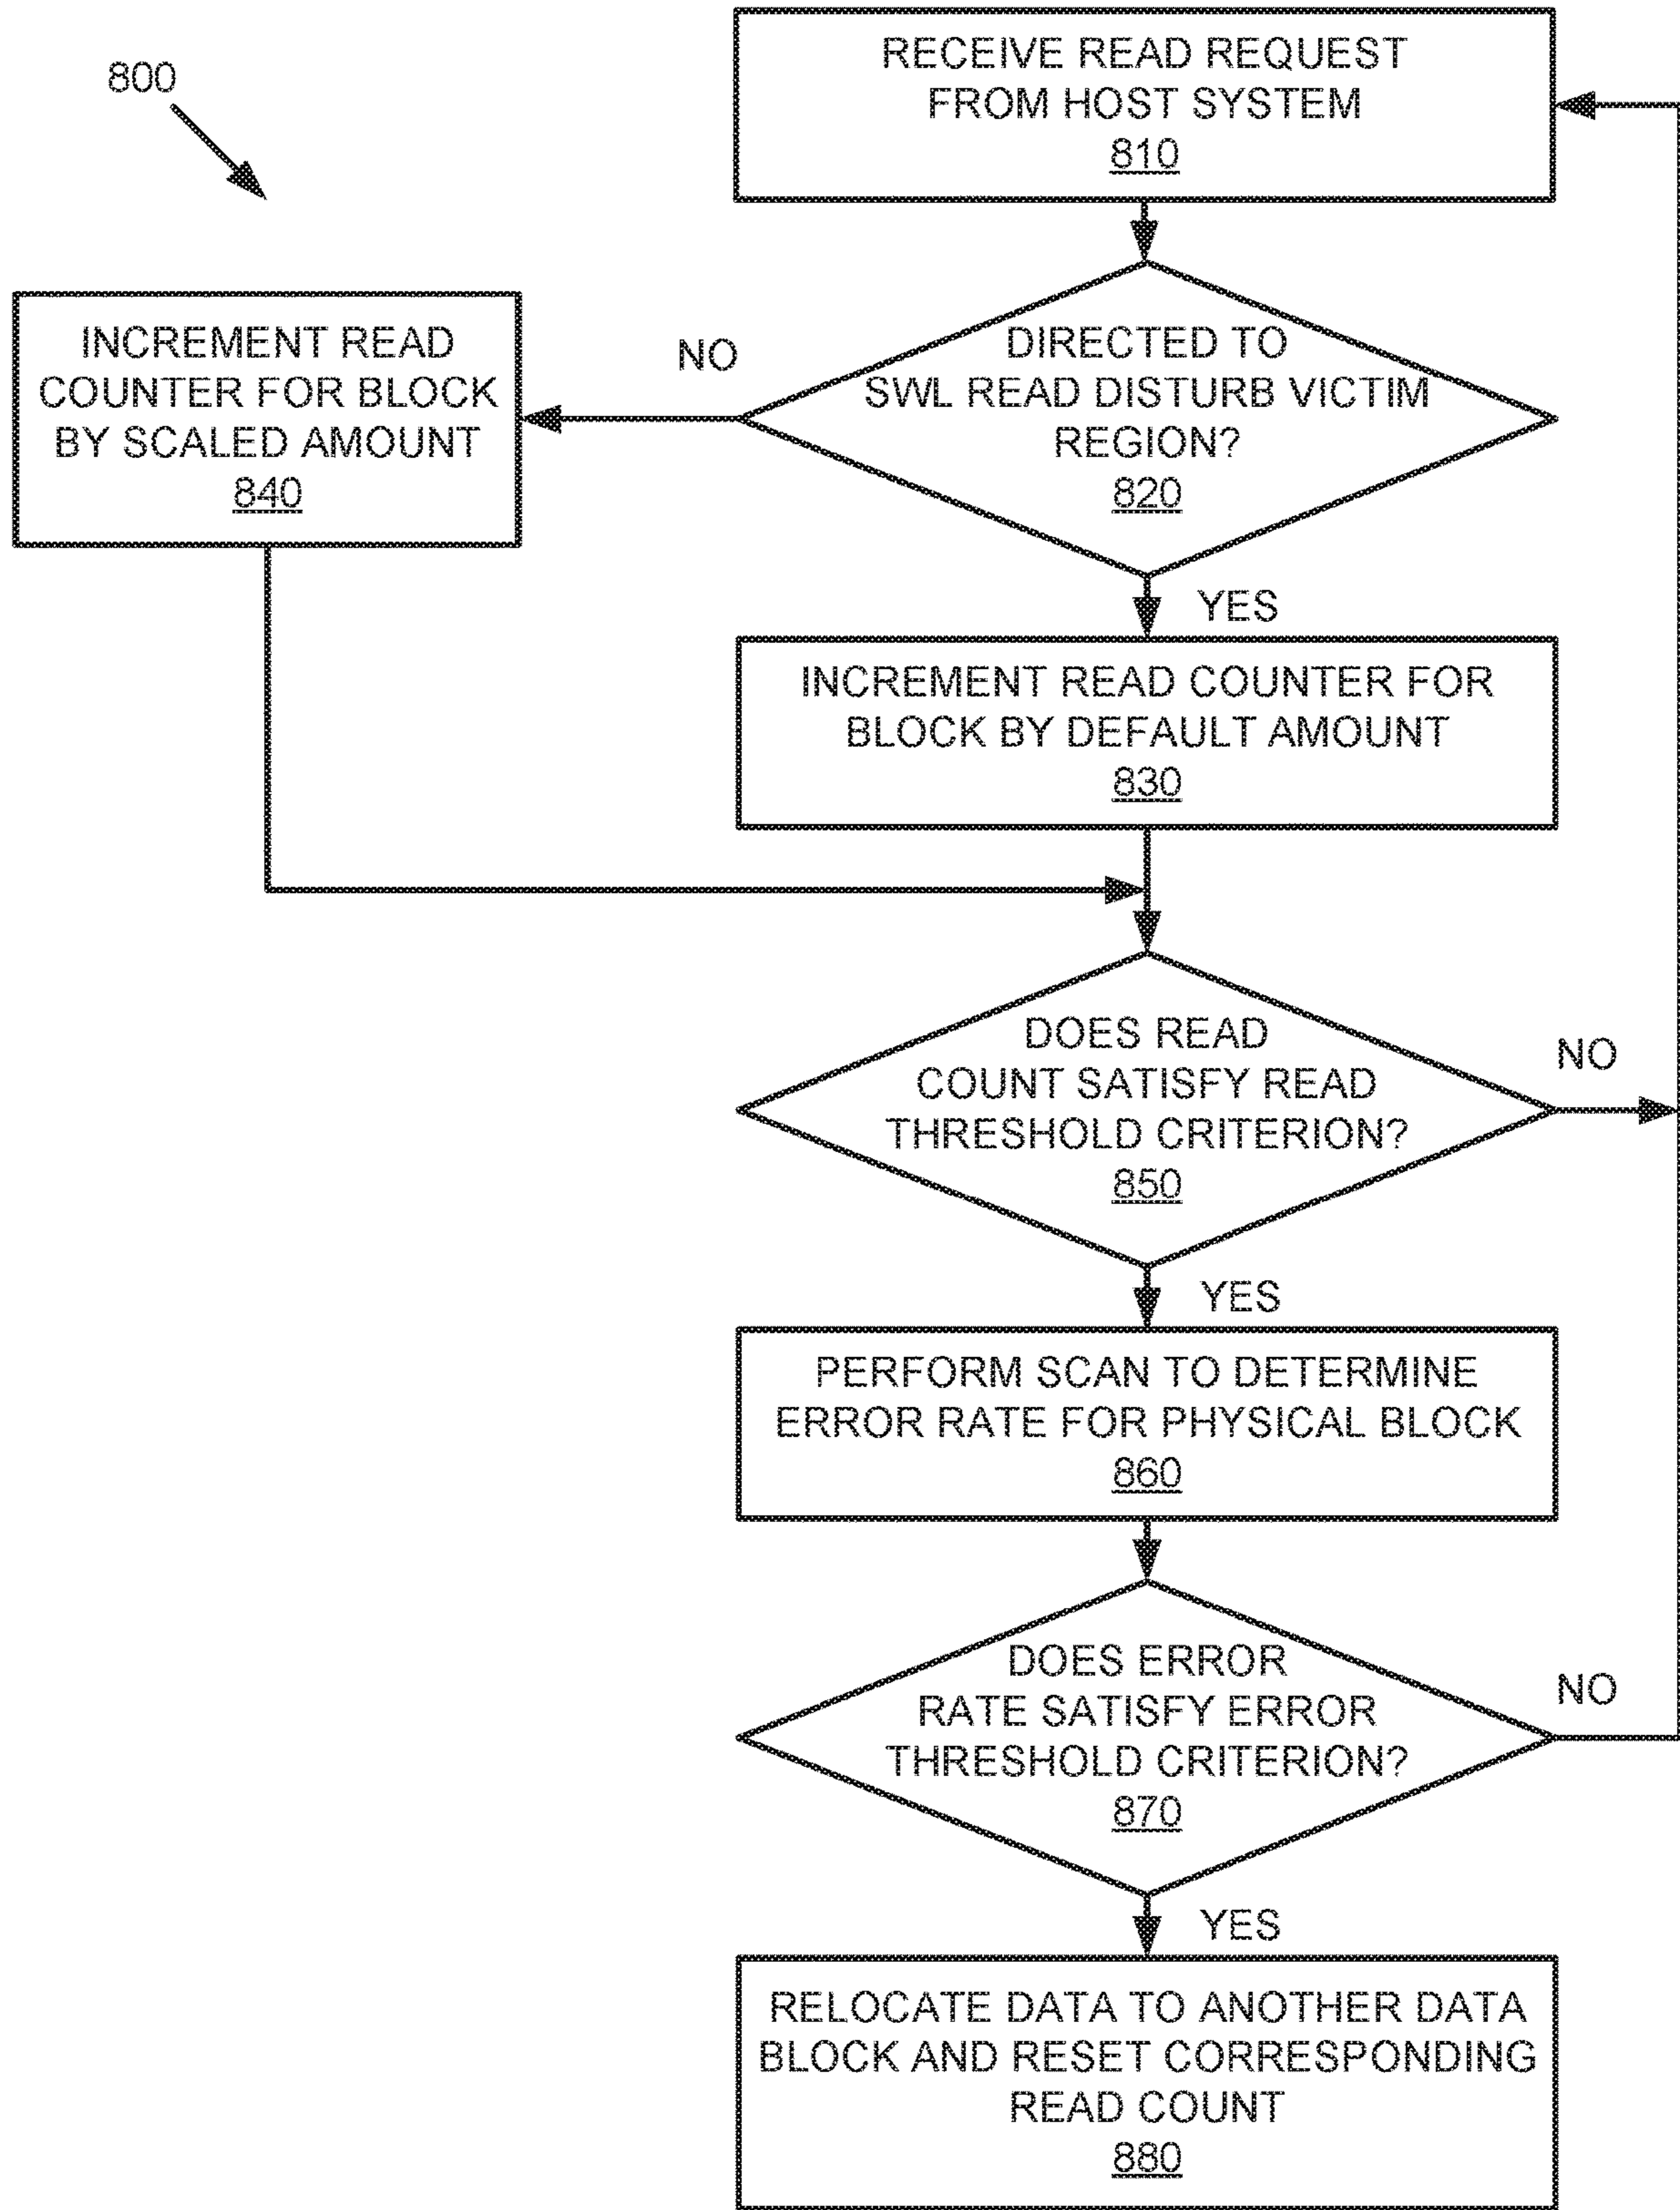 800
RECEIVE READ REQUEST
FROM HOST SYSTEM
810
DIRECTED TO
SWL READ DISTURB VICTIM
REGION?
820
NO
INCREMENT READ
COUNTER FOR BLOCK
BY SCALED AMOUNT
840
YES
INCREMENT READ COUNTER FOR
BLOCK BY DEFAULT AMOUNT
830
DOES READ
COUNT SATISFY READ
THRESHOLD CRITERION?
850
NO
YES
PERFORM SCAN TO DETERMINE
ERROR RATE FOR PHYSICAL BLOCK
860
DOES ERROR
RATE SATISFY ERROR
THRESHOLD CRITERION?
870
NO
YES
RELOCATE DATA TO ANOTHER DATA
BLOCK AND RESET CORRESPONDING
READ COUNT
880